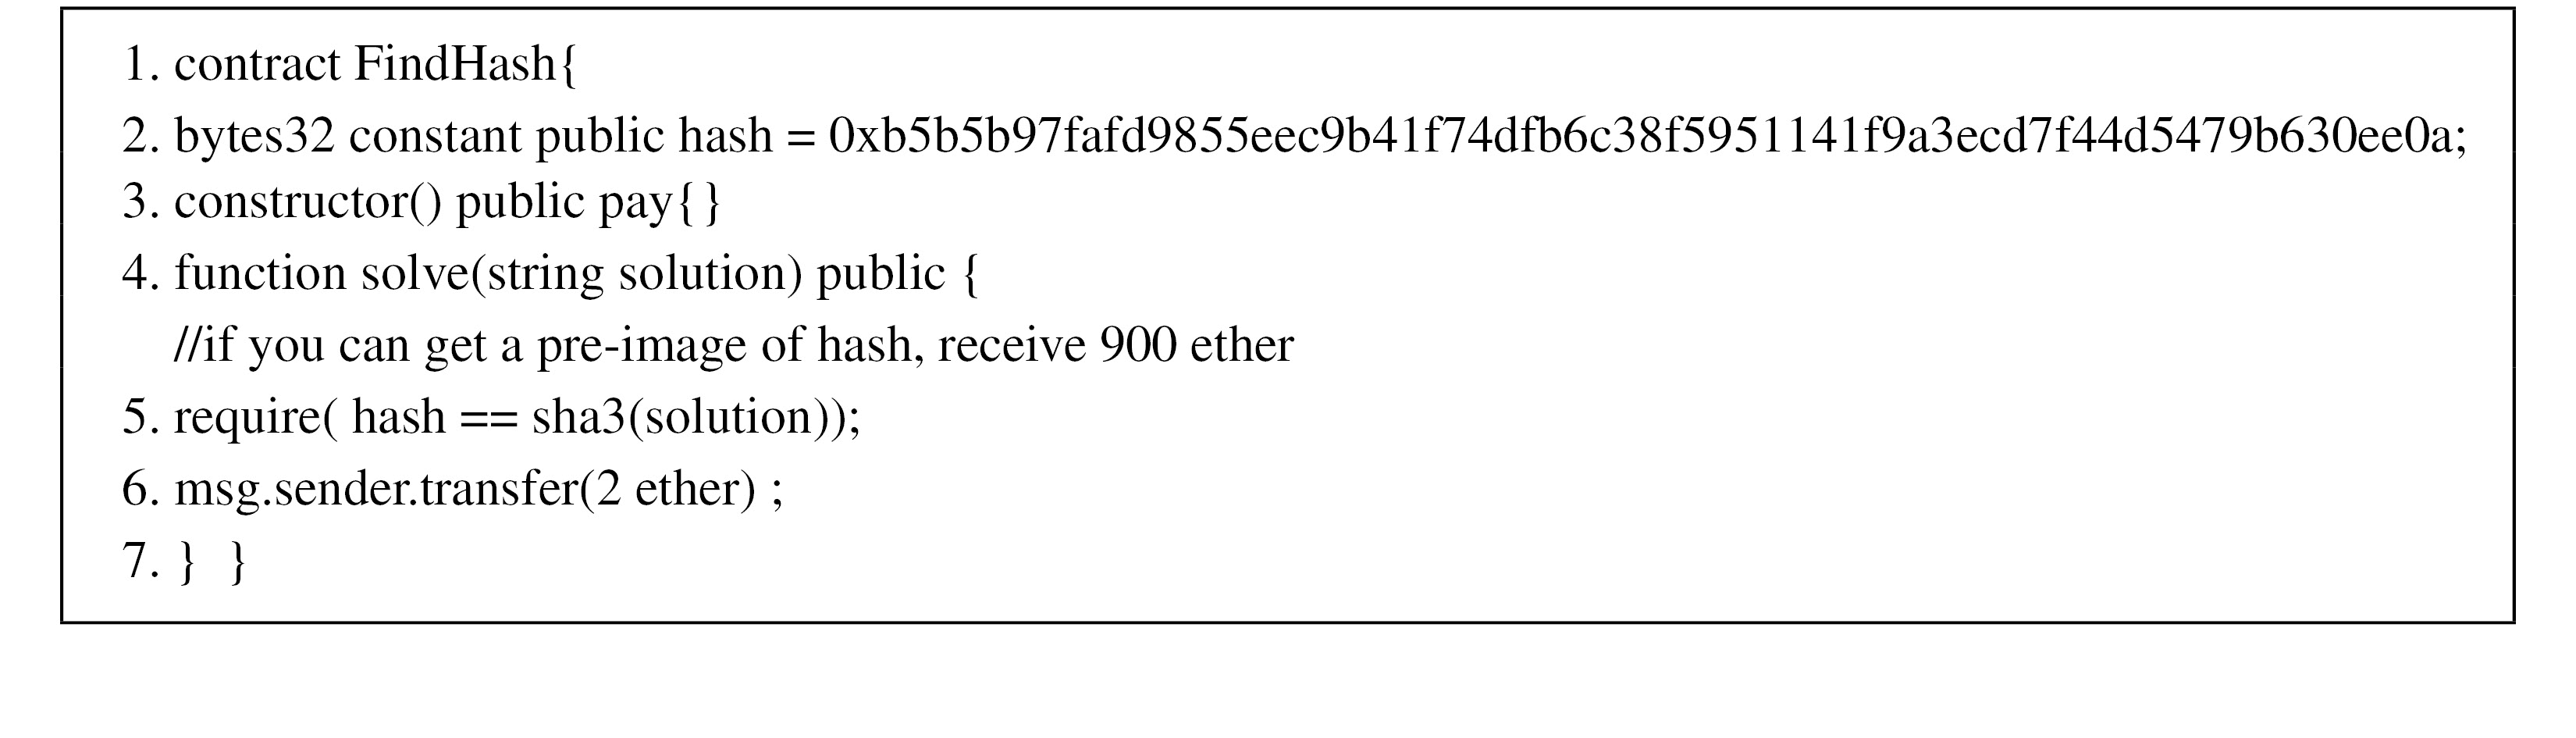 1. contract FindHash{
2. bytes32 constant public hash = 0xb5b5b97fafd9855eec9b41f74dfb6c38f5951141f9a3ecd7f44d5479b630ee0a;
3. constructor() public pay{}
4. function solve(string solution) public {
//if you can get a pre-image of hash, receive 900 ether
5. require( hash == sha3(solution));
6. msg.sender.transfer(2 ether) ;
7. } }